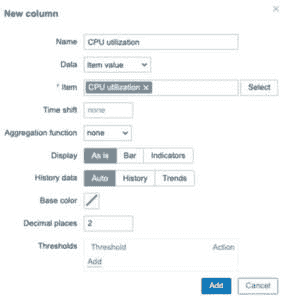 New column
Name CPU utilization
Data Item value
* Item CPU utilization × Select
Time shift none
Aggregation function none
Display As is Bar Indicators
History data Auto History Trends
Base color
Decimal places 2
Thresholds Threshold Action
Add
Add Cancel